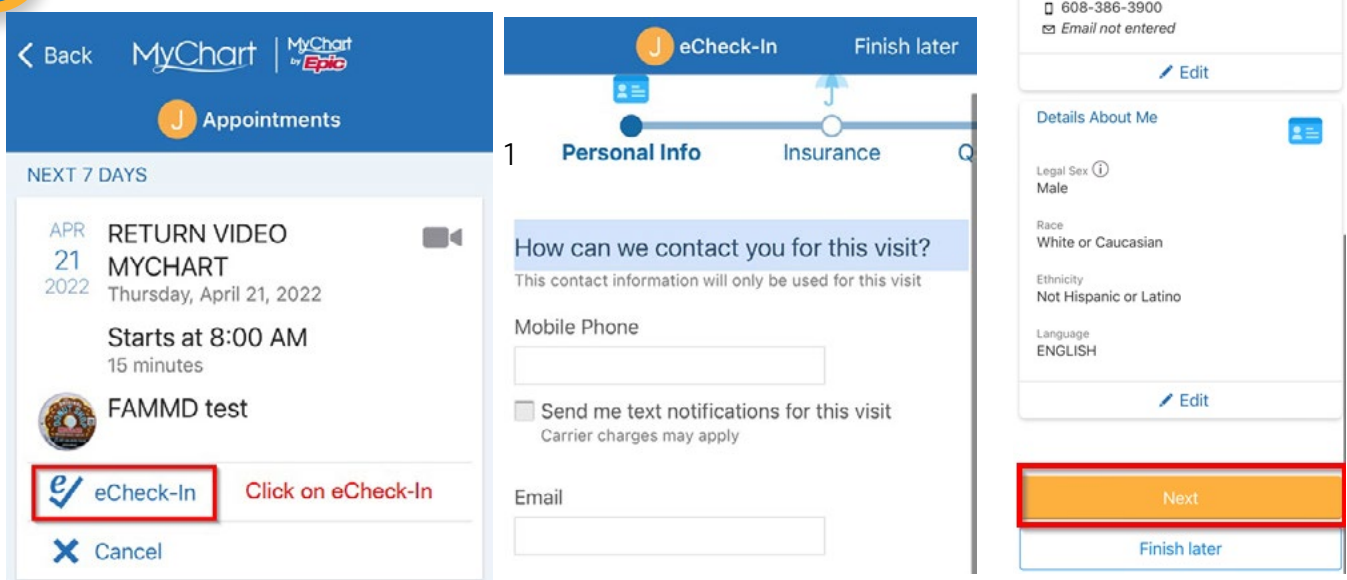 Back
MyChart
MyChart
by Epic
J Appointments
NEXT 7 DAYS
APR
21
2022
RETURN VIDEO
MYCHART
Thursday, April 21, 2022
Starts at 8:00 AM
15 minutes
FAMMD test
eCheck-In
Click on eCheck-In
Cancel
J eCheck-In
Finish later
1
Personal Info
Insurance
Q
How can we contact you for this visit?
This contact information will only be used for this visit
Mobile Phone
Send me text notifications for this visit
Carrier charges may apply
Email
608-386-3900
Email not entered
Edit
Details About Me
Legal Sex
Male
Race
White or Caucasian
Ethnicity
Not Hispanic or Latino
Language
ENGLISH
Edit
Next
Finish later